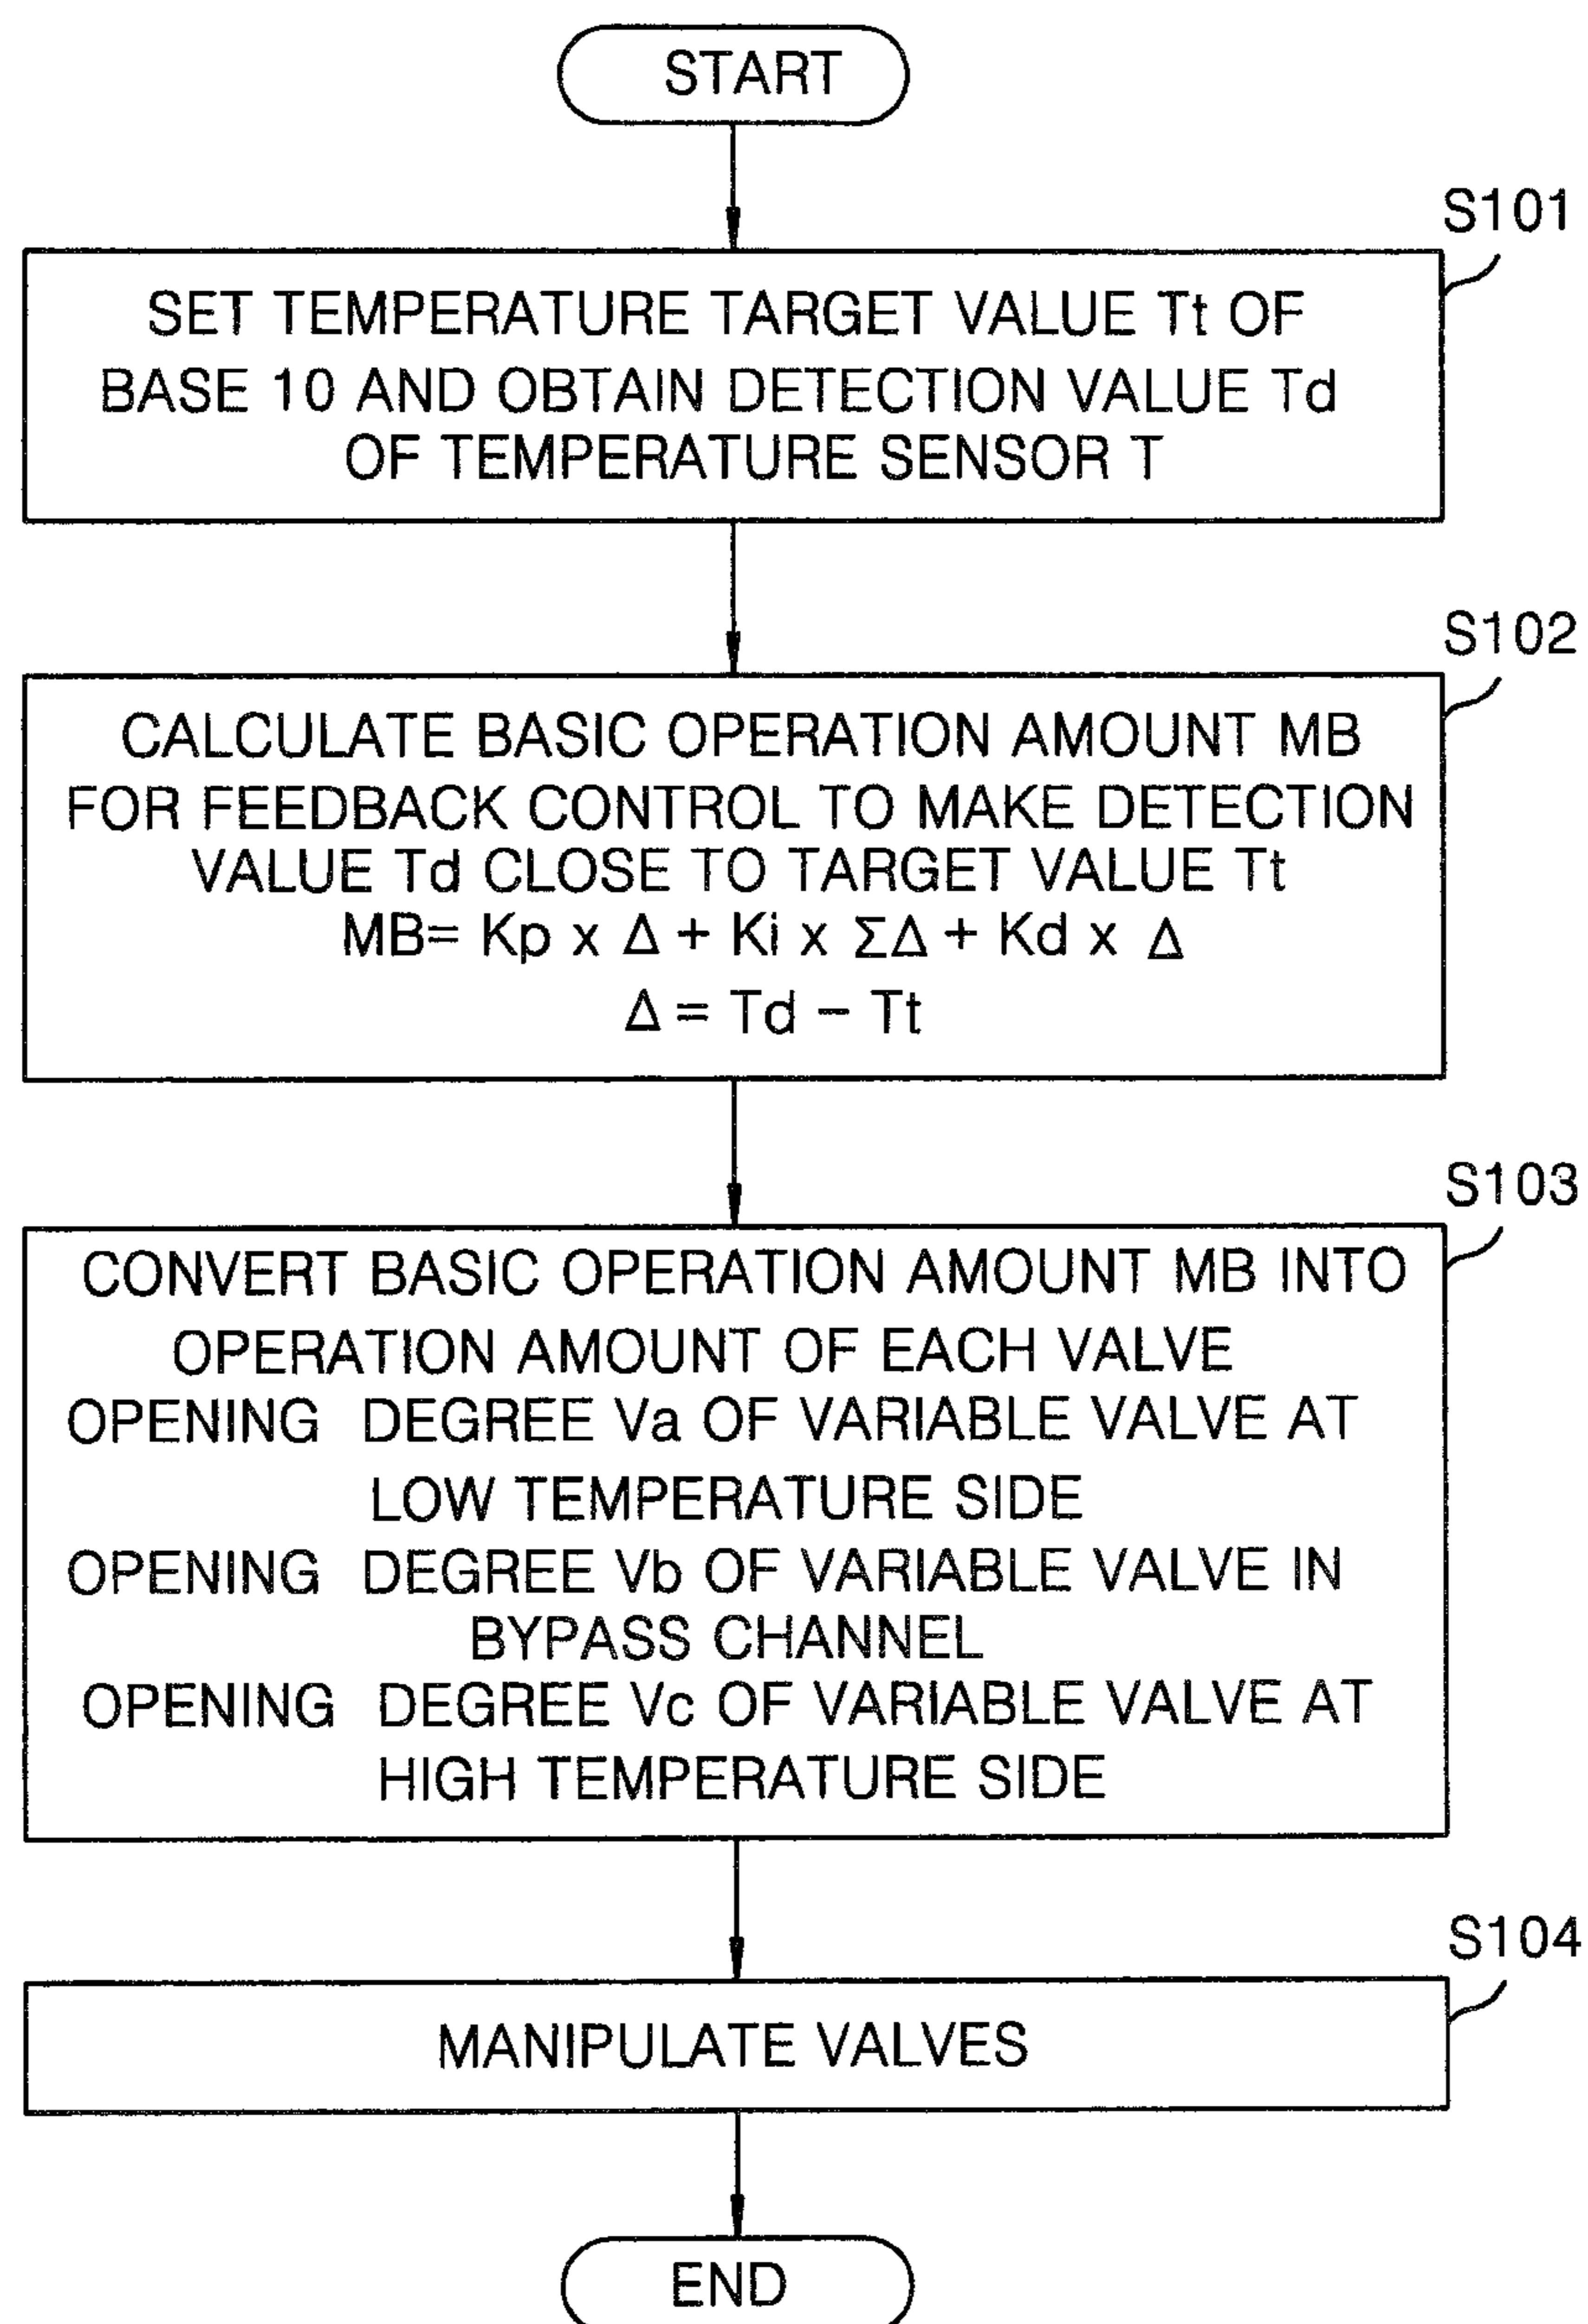 START
S101
SET TEMPERATURE TARGET VALUE Tt OF
BASE 10 AND OBTAIN DETECTION VALUE Td
OF TEMPERATURE SENSOR T
S102
CALCULATE BASIC OPERATION AMOUNT MB
FOR FEEDBACK CONTROL TO MAKE DETECTION
VALUE Td CLOSE TO TARGET VALUE Tt
MB= Kp x Δ + Ki x ΣΔ + Kd x Δ
Δ = Td − Tt
S103
CONVERT BASIC OPERATION AMOUNT MB INTO
OPERATION AMOUNT OF EACH VALVE
OPENING DEGREE Va OF VARIABLE VALVE AT
LOW TEMPERATURE SIDE
OPENING DEGREE Vb OF VARIABLE VALVE IN
BYPASS CHANNEL
OPENING DEGREE Vc OF VARIABLE VALVE AT
HIGH TEMPERATURE SIDE
S104
MANIPULATE VALVES
END